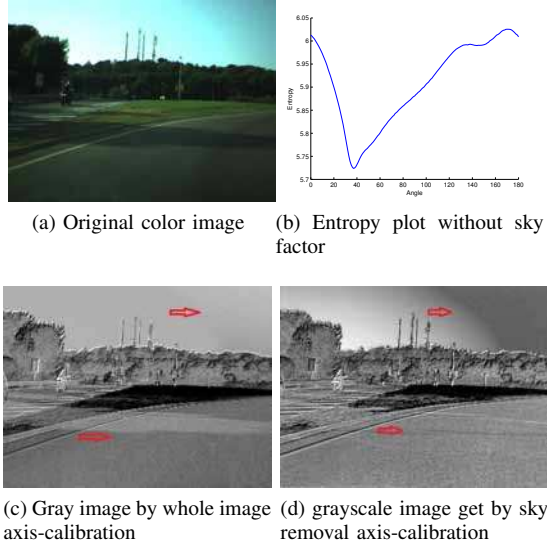 6.05
6
5.95
5.9
5.85
5.8
5.75
5.7
Entropy
0 20 40 60 80 100 120 140 160 180
Angle
(a) Original color image
(b) Entropy plot without sky
factor
(c) Gray image by whole image
axis-calibration
(d) grayscale image get by sky
removal axis-calibration